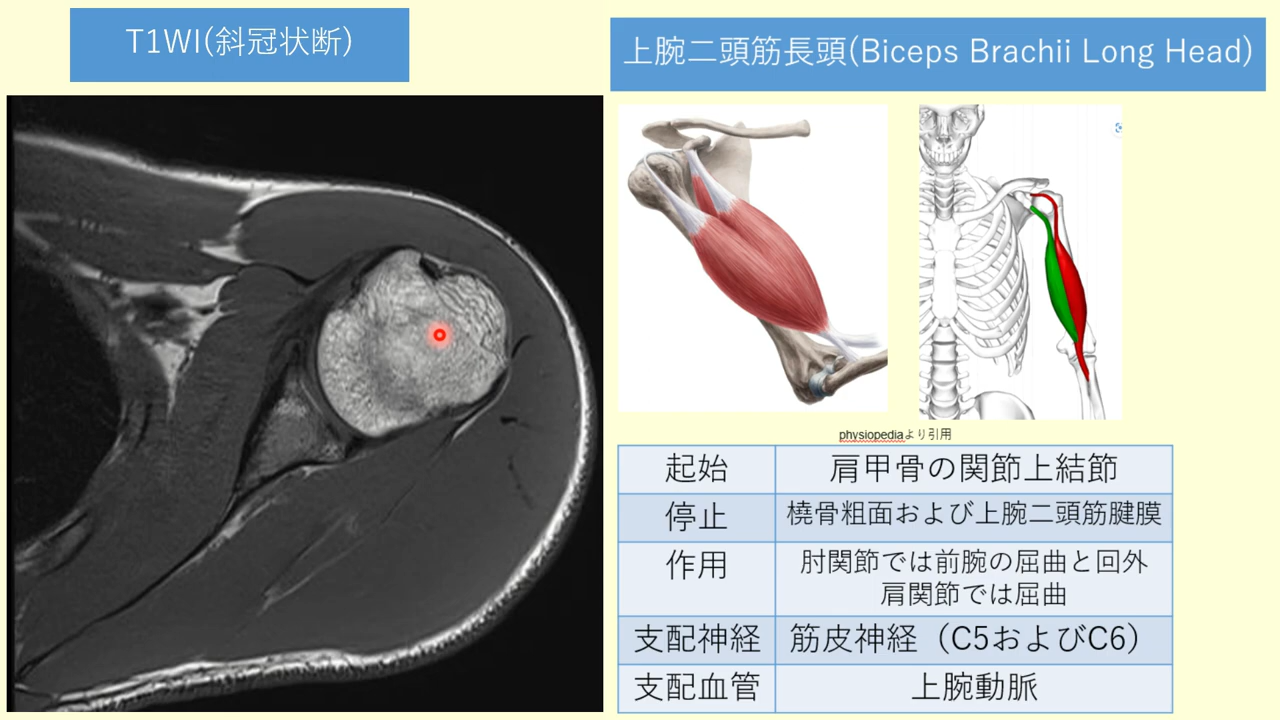 T1WI(斜冠状断)
上腕二頭筋長頭(Biceps Brachii Long Head)
physiopediaより引用
起始 肩甲骨の関節上結節
停止 橈骨粗面および上腕二頭筋腱膜
作用 肘関節では前腕の屈曲と回外
肩関節では屈曲
支配神経 筋皮神経（C5およびC6）
支配血管 上腕動脈